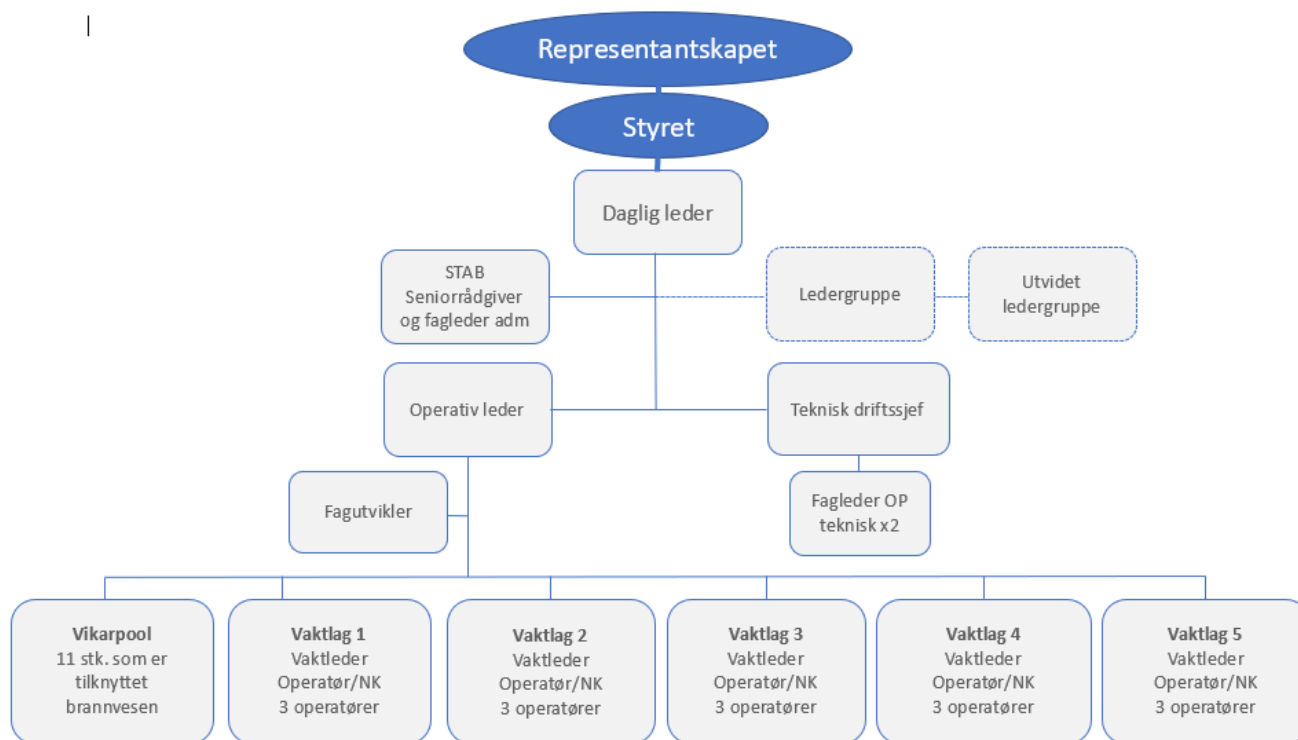 Representantskapet
Styret
Daglig leder
STAB
Seniorrådgiver
og fagleder adm
Ledergruppe
Utvidet
ledergruppe
Operativ leder
Teknisk driftssjef
Fagutvikler
Fagleder OP
teknisk x2
Vikarpool
11 stk. som er
tilknyttet
brannvesen
Vaktlag 1
Vaktleder
Operatør/NK
3 operatører
Vaktlag 2
Vaktleder
Operatør/NK
3 operatører
Vaktlag 3
Vaktleder
Operatør/NK
3 operatører
Vaktlag 4
Vaktleder
Operatør/NK
3 operatører
Vaktlag 5
Vaktleder
Operatør/NK
3 operatører